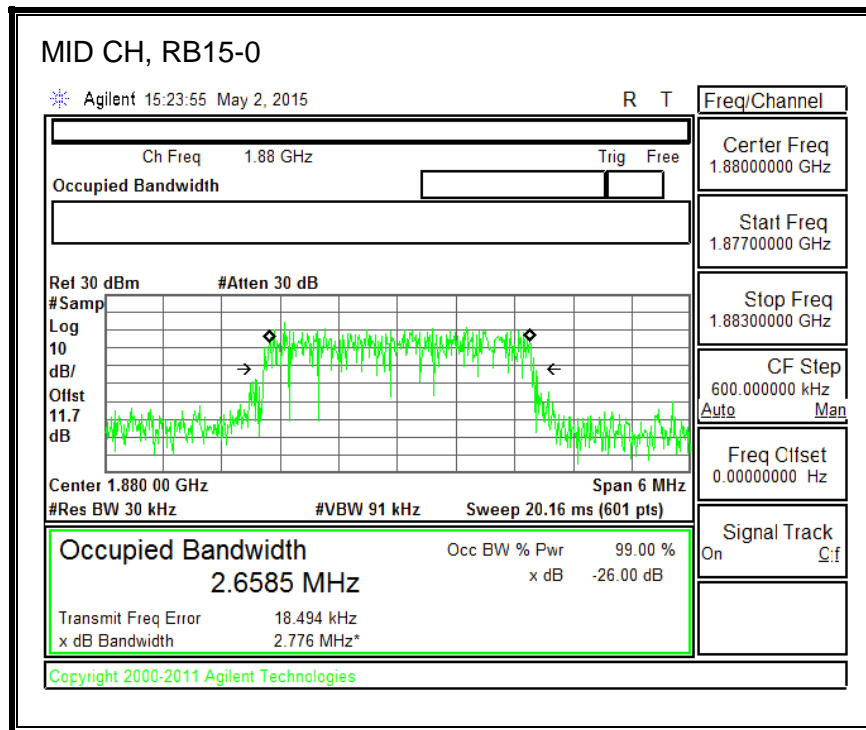 MID CH, RB15-0
Agilent 15:23:55 May 2, 2015 R T
Ch Freq 1.88 GHz Trig Free
Occupied Bandwidth
Ref 30 dBm #Atten 30 dB
#Samp
Log
10
dB/
Offst
11.7
dB
Center 1.880 00 GHz Span 6 MHz
#Res BW 30 kHz #VBW 91 kHz Sweep 20.16 ms (601 pts)
Occupied Bandwidth
2.6585 MHz
Occ BW % Pwr 99.00 %
x dB -26.00 dB
Transmit Freq Error 18.494 kHz
x dB Bandwidth 2.776 MHz*
Copyright 2000-2011 Agilent Technologies
Freq/Channel
Center Freq
1.88000000 GHz
Start Freq
1.87700000 GHz
Stop Freq
1.88300000 GHz
CF Step
600.000000 kHz
Auto Man
Freq Offset
0.00000000 Hz
Signal Track
On Off